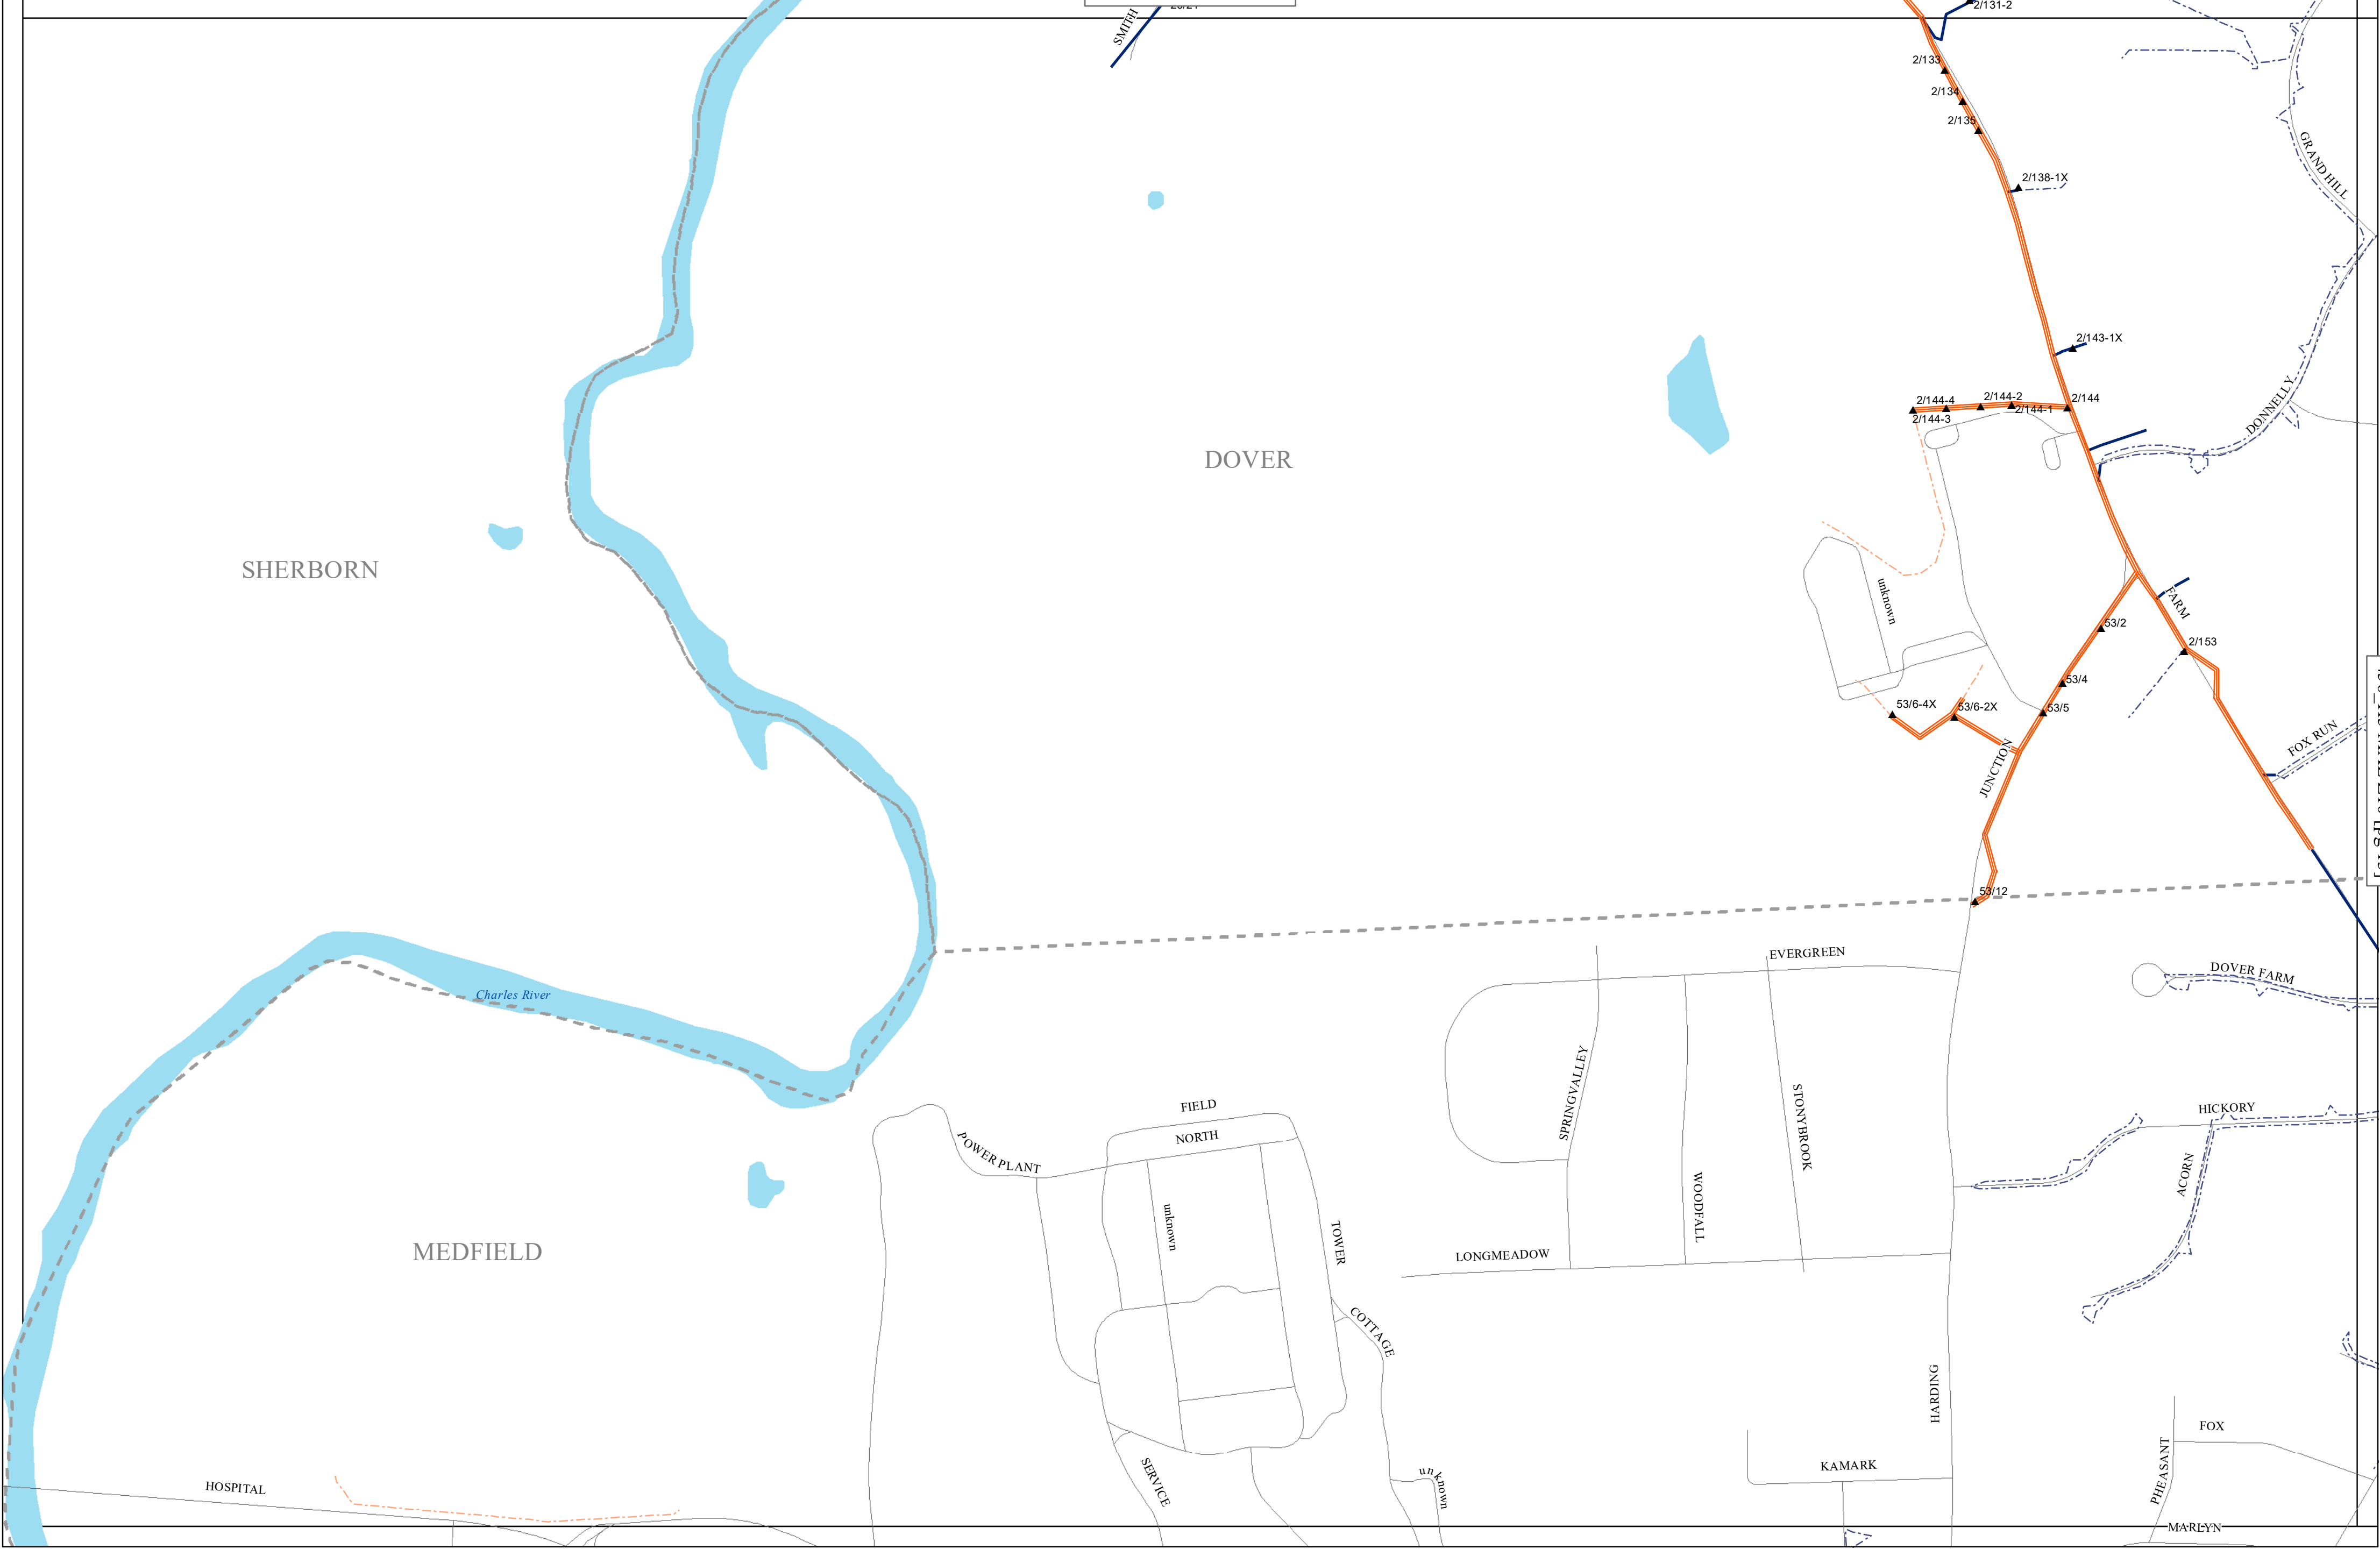 SMITH
2/131-2
2/133
2/134
2/135
2/138-1X
GRAND HILL
2/143-1X
2/144-4
2/144-2
2/144
2/144-3
2/144-1
DONNELLY
DOVER
SHERBORN
unknown
FARM
53/2
2/153
53/4
53/6-4X
53/6-2X
53/5
FOX RUN
JUNCTION
53/12
EVERGREEN
DOVER FARM
Charles River
SPRINGVALLEY
STONYBROOK
WOODFALL
FIELD
NORTH
POWER PLANT
HICKORY
ACORN
unknown
TOWER
MEDFIELD
LONGMEADOW
COTTAGE
HARDING
FOX
PHEASANT
KAMARK
HOSPITAL
SERVICE
unknown
MARLYN